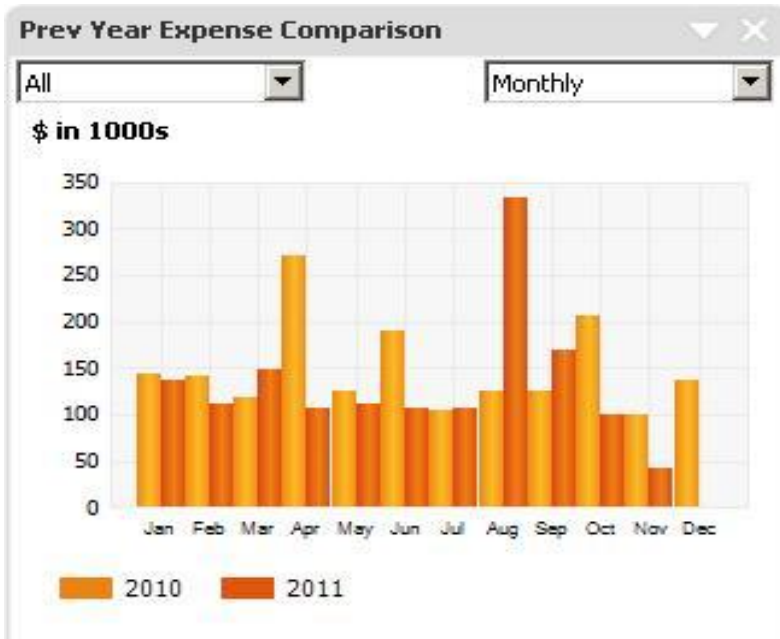 Prev Year Expense Comparison
All
Monthly
$ in 1000s
350
300
250
200
150
100
50
0
Jan Feb Mar Apr May Jun Jul Aug Sep Oct Nov Dec
2010 2011